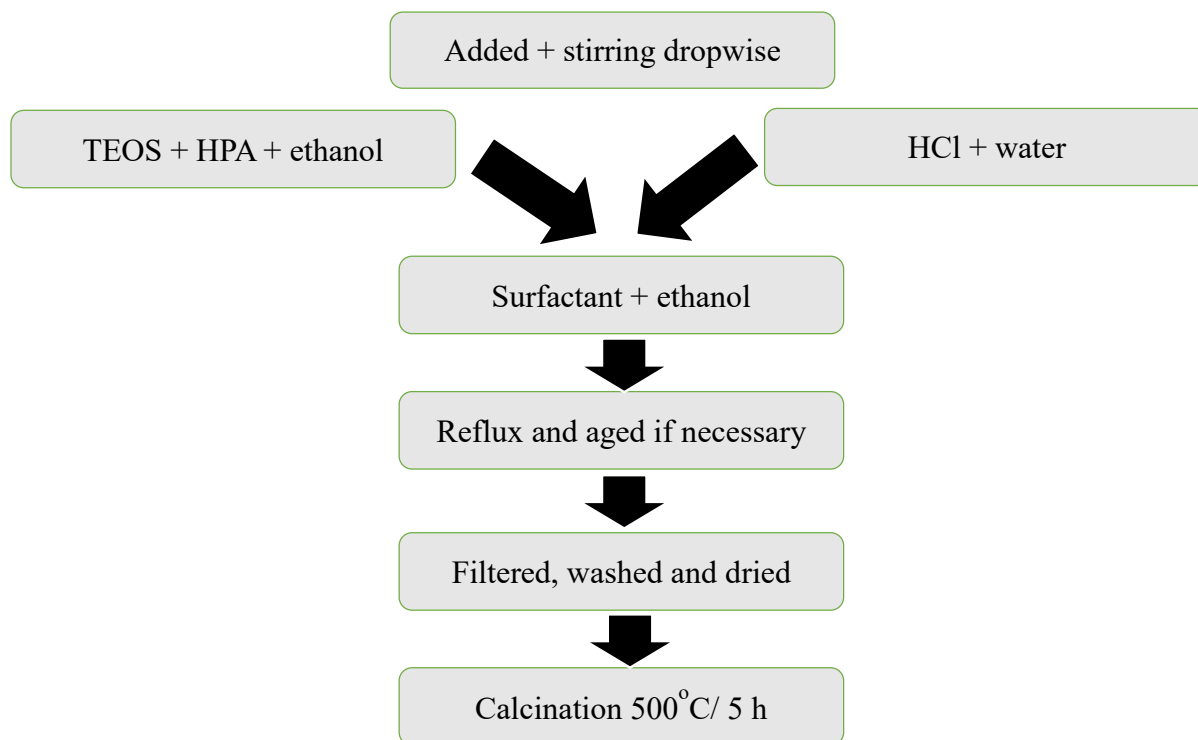 Added + stirring dropwise
TEOS + HPA + ethanol
HCl + water
Surfactant + ethanol
Reflux and aged if necessary
Filtered, washed and dried
Calcination 500°C/ 5 h